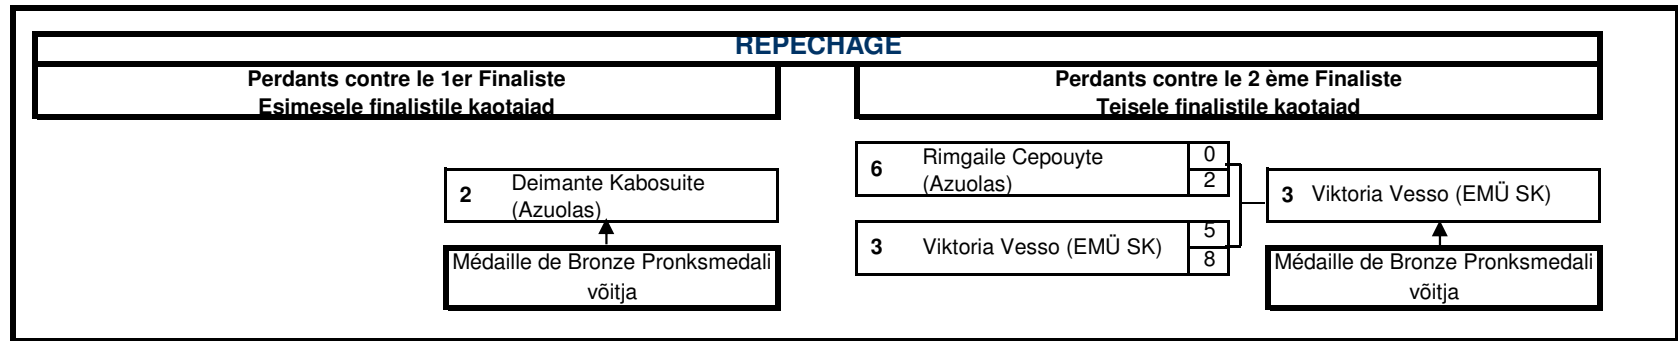 REPECHAGE
Perdants contre le 1er Finaliste
Esimesele finalistile kaotajad
Perdants contre le 2 ème Finaliste
Teisele finalistile kaotajad
2 Deimante Kabosuite
(Azuolas)
Médaille de Bronze Pronksmedali
võitja
6 Rimgaile Cepouyte
(Azuolas)
0
2
3 Viktoria Vesso (EMÜ SK)
5
8
3 Viktoria Vesso (EMÜ SK)
Médaille de Bronze Pronksmedali
võitja